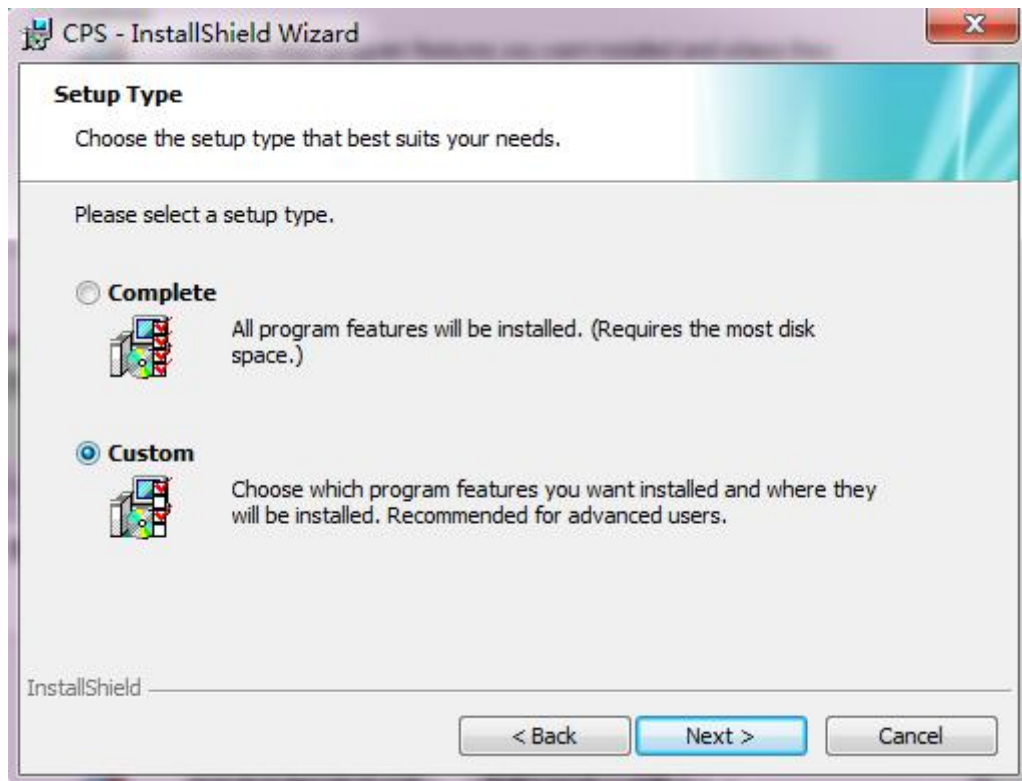 CPS - InstallShield Wizard
Setup Type
Choose the setup type that best suits your needs.
Please select a setup type.
Complete
All program features will be installed. (Requires the most disk
space.)
Custom
Choose which program features you want installed and where they
will be installed. Recommended for advanced users.
InstallShield
< Back
Next >
Cancel